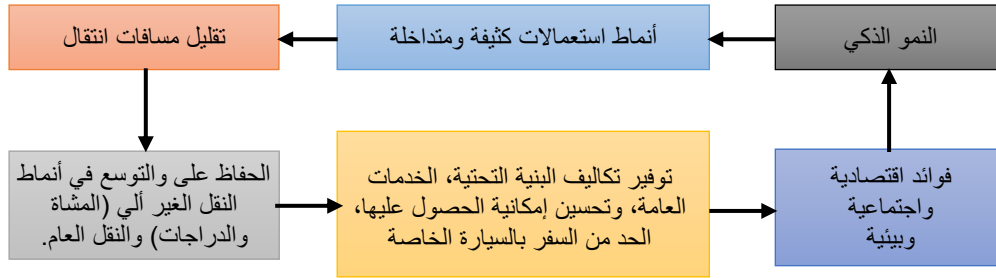 النمو الذكي
أنماط استعمالات كثيفة ومتداخلة
تقليل مسافات انتقال
الحفاظ على والتوسع في أنماط
النقل الغير ألي (المشاة
والدراجات) والنقل العام.
توفير تكاليف البنية التحتية، الخدمات
العامة، وتحسين إمكانية الحصول عليها،
الحد من السفر بالسيارة الخاصة
فوائد اقتصادية
واجتماعية
وبيئية